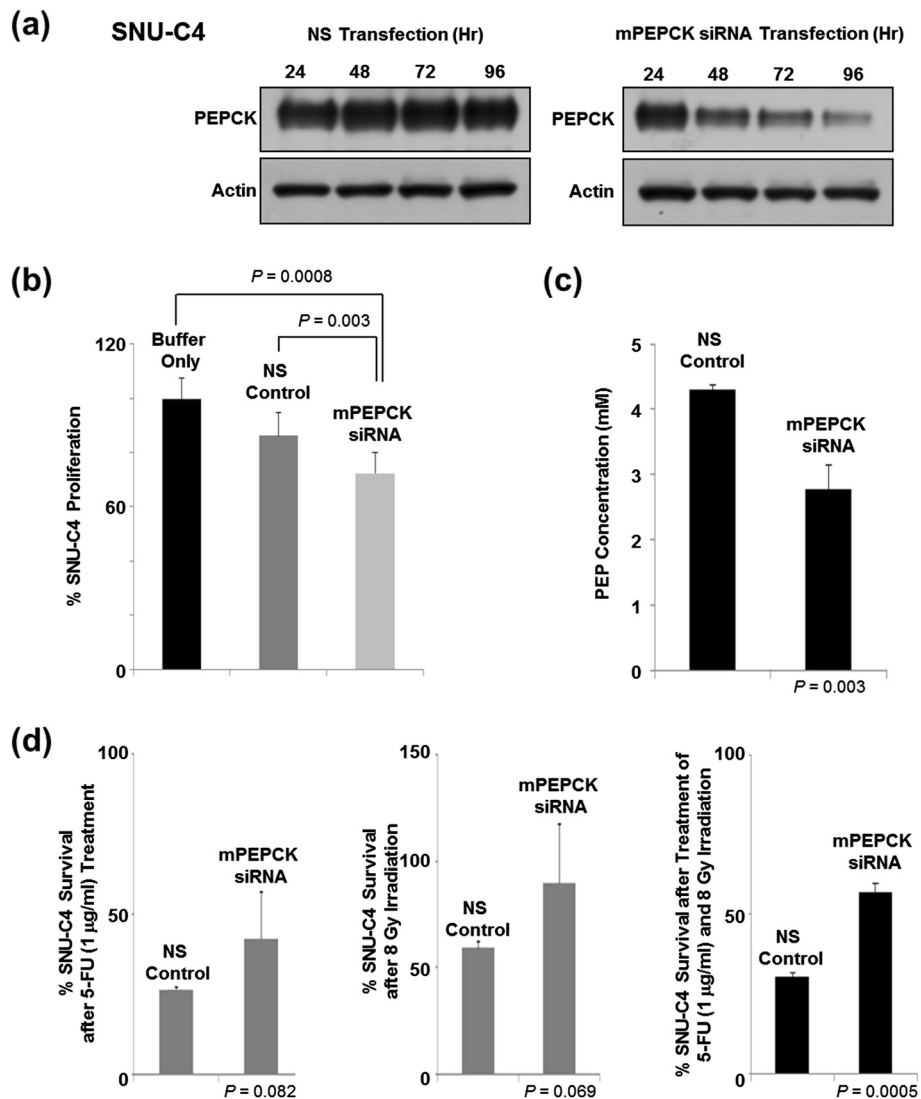 (a)
SNU-C4
NS Transfection (Hr)
24 48 72 96
PEPCK
Actin
mPEPCK siRNA Transfection (Hr)
24 48 72 96
PEPCK
Actin
(b)
P = 0.0008
P = 0.003
120
60
0
% SNU-C4 Proliferation
Buffer
Only
NS
Control
mPEPCK
siRNA
(c)
5
4
3
2
4
1
0
PEP Concentration (mM)
NS
Control
mPEPCK
siRNA
P = 0.003
(d)
100
50
0
% SNU-C4 Survival
after 5-FU (1 μg/ml) Treatment
NS
Control
mPEPCK
siRNA
P = 0.082
150
100
50
0
% SNU-C4 Survival
after 8 Gy Irradiation
NS
Control
mPEPCK
siRNA
P = 0.069
100
50
0
% SNU-C4 Survival after Treatment of
5-FU (1 μg/ml) and 8 Gy Irradiation
NS
Control
mPEPCK
siRNA
P = 0.0005